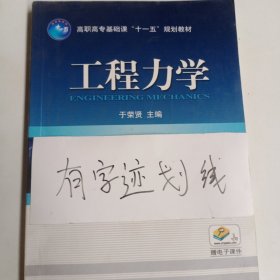 高职高专基础课“十一五”规划教材
工程力学
ENGINEERING MECHANICS
于荣贤 主编
有字迹划线
赠电子课件